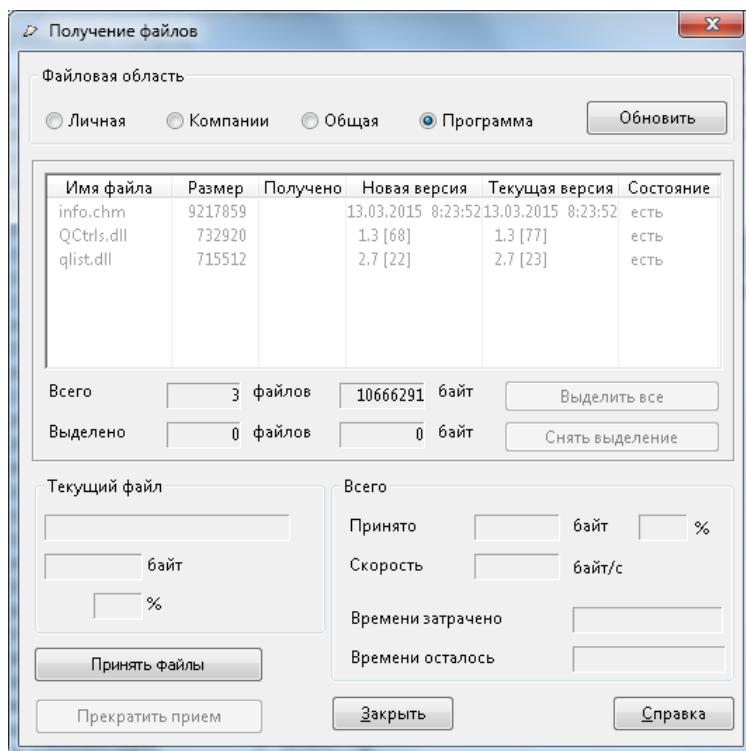 Получение файлов
Файловая область
Личная Компании Общая Программа Обновить
Имя файла Размер Получено Новая версия Текущая версия Состояние
info.chm 9217859 13.03.2015 8:23:52 13.03.2015 8:23:52 есть
QCtrls.dll 732920 1.3 [68] 1.3 [77] есть
qlist.dll 715512 2.7 [22] 2.7 [23] есть
Всего 3 файлов 10666291 байт Выделить все
Выделено 0 файлов 0 байт Снять выделение
Текущий файл Всего
Принято байт %
байт Скорость байт/с
%
Времени затрачено
Принять файлы Времени осталось
Прекратить прием Закрыть Справка